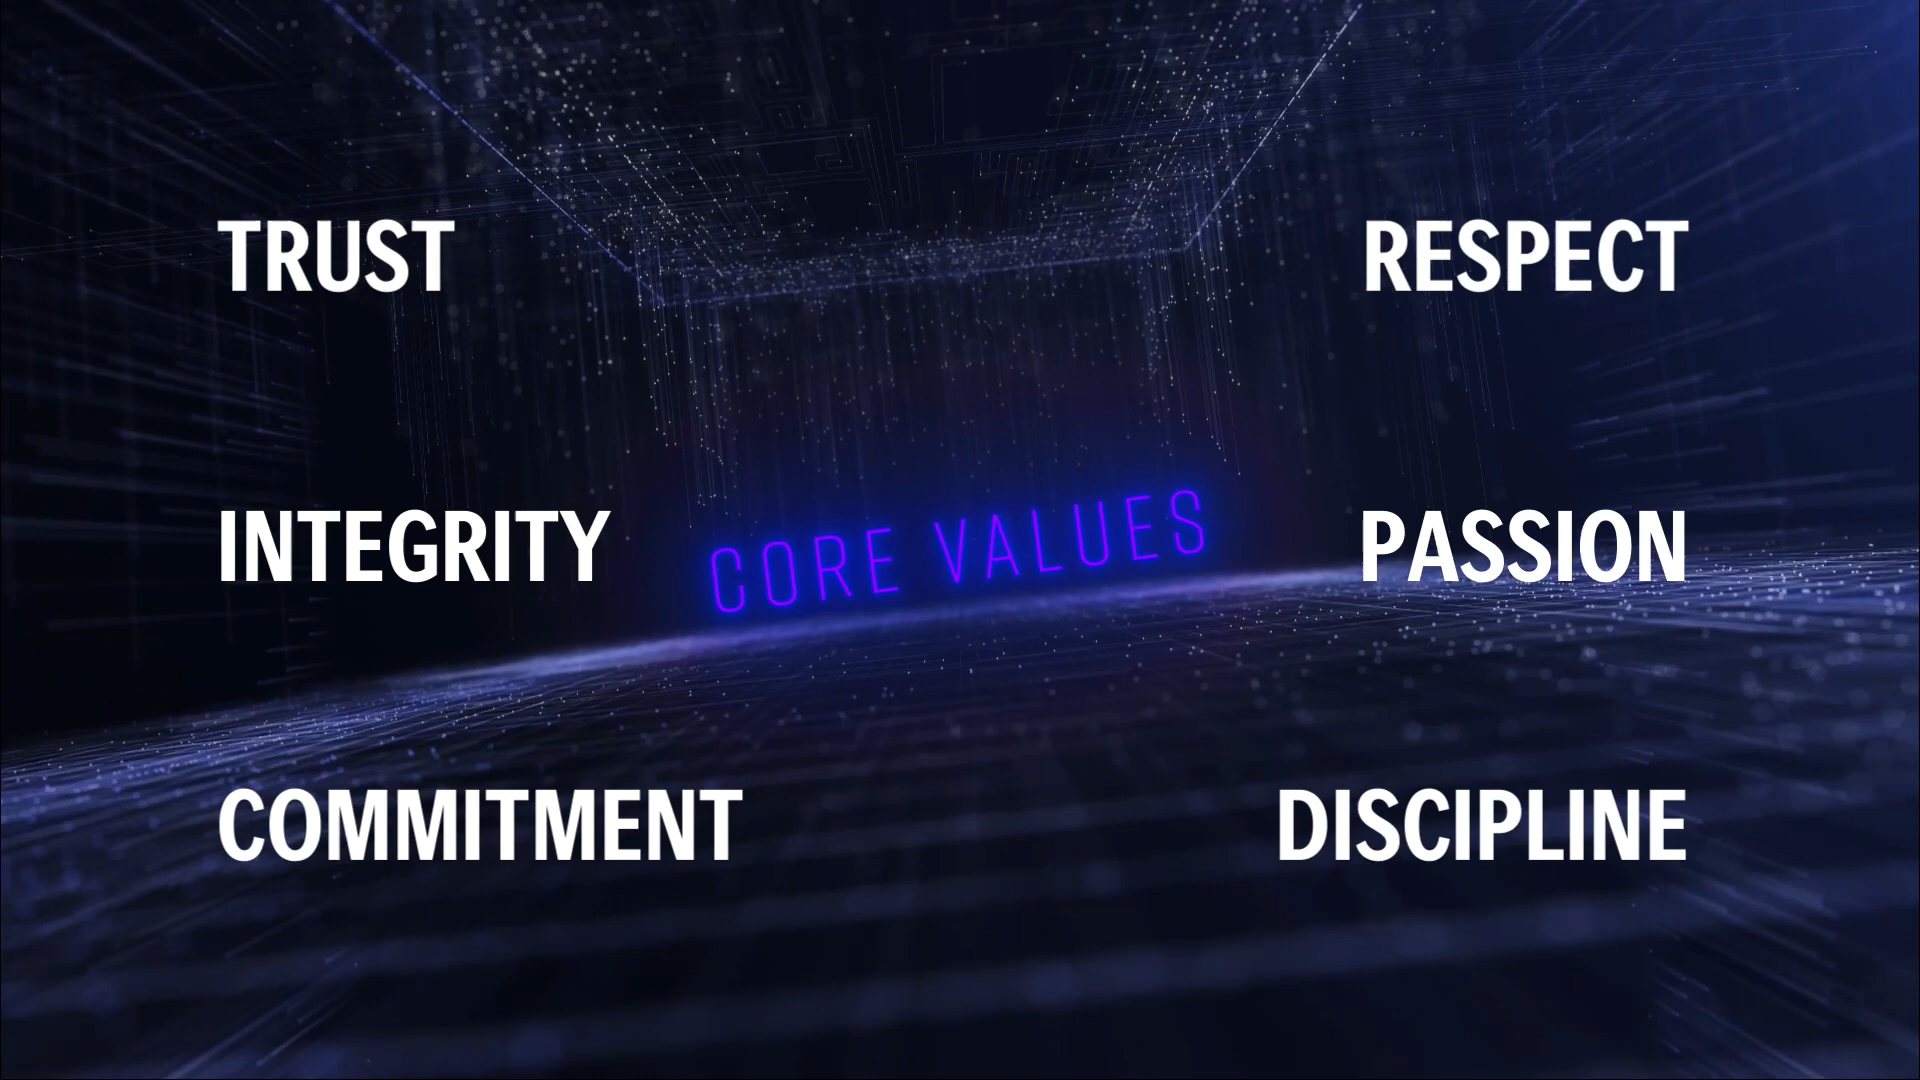 TRUST
RESPECT
INTEGRITY
CORE VALUES
PASSION
COMMITMENT
DISCIPLINE